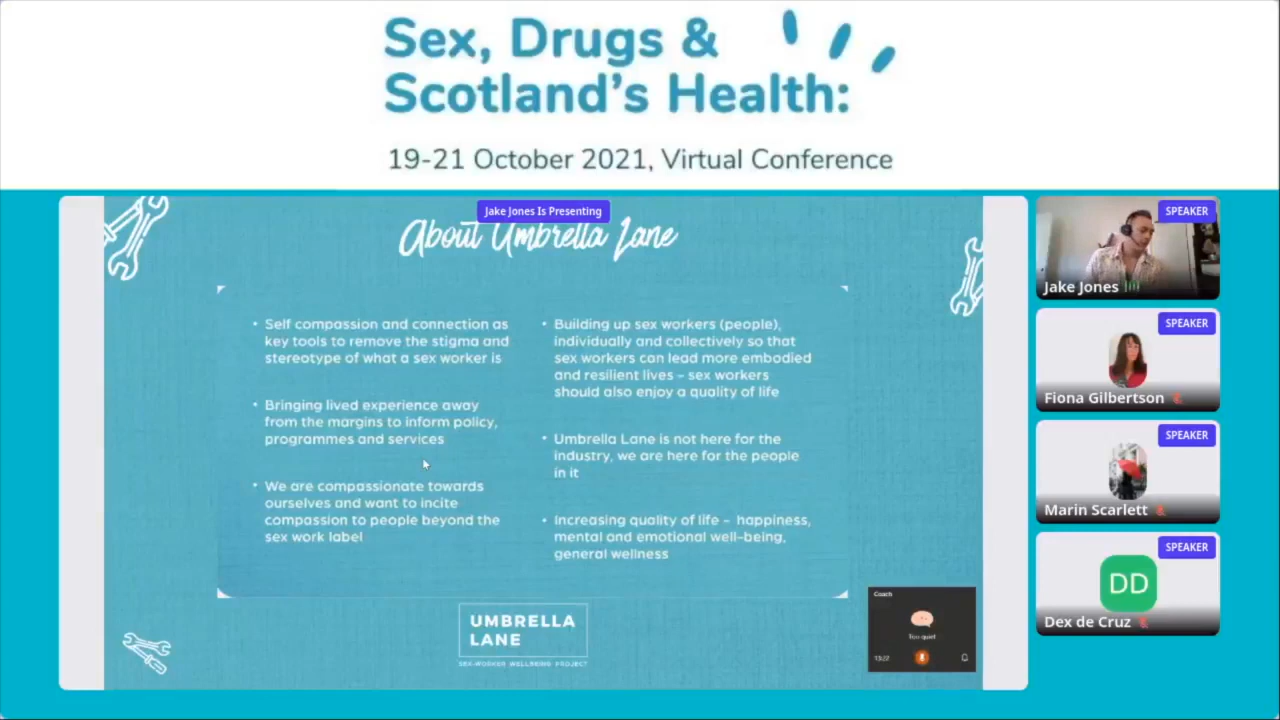 Sex, Drugs &
Scotland's Health:
19-21 October 2021, Virtual Conference
Jake Jones Is Presenting
About Umbrella Lane
• Self compassion and connection as
key tools to remove the stigma and
stereotype of what a sex worker is
• Bringing lived experience away
from the margins to inform policy,
programmes and services
• We are compassionate towards
ourselves and want to incite
compassion to people beyond the
sex work label
• Building up sex workers (people),
individually and collectively so that
sex workers can lead more embodied
and resilient lives - sex workers
should also enjoy a quality of life
• Umbrella Lane is not here for the
industry, we are here for the people
in it
• Increasing quality of life - happiness,
mental and emotional well-being,
general wellness
UMBRELLA
LANE
SEX-WORKER WELLBEING PROJECT
Coach
Too quiet
SPEAKER
Jake Jones
SPEAKER
Fiona Gilbertson
SPEAKER
Marin Scarlett
SPEAKER
DD
Dex de Cruz